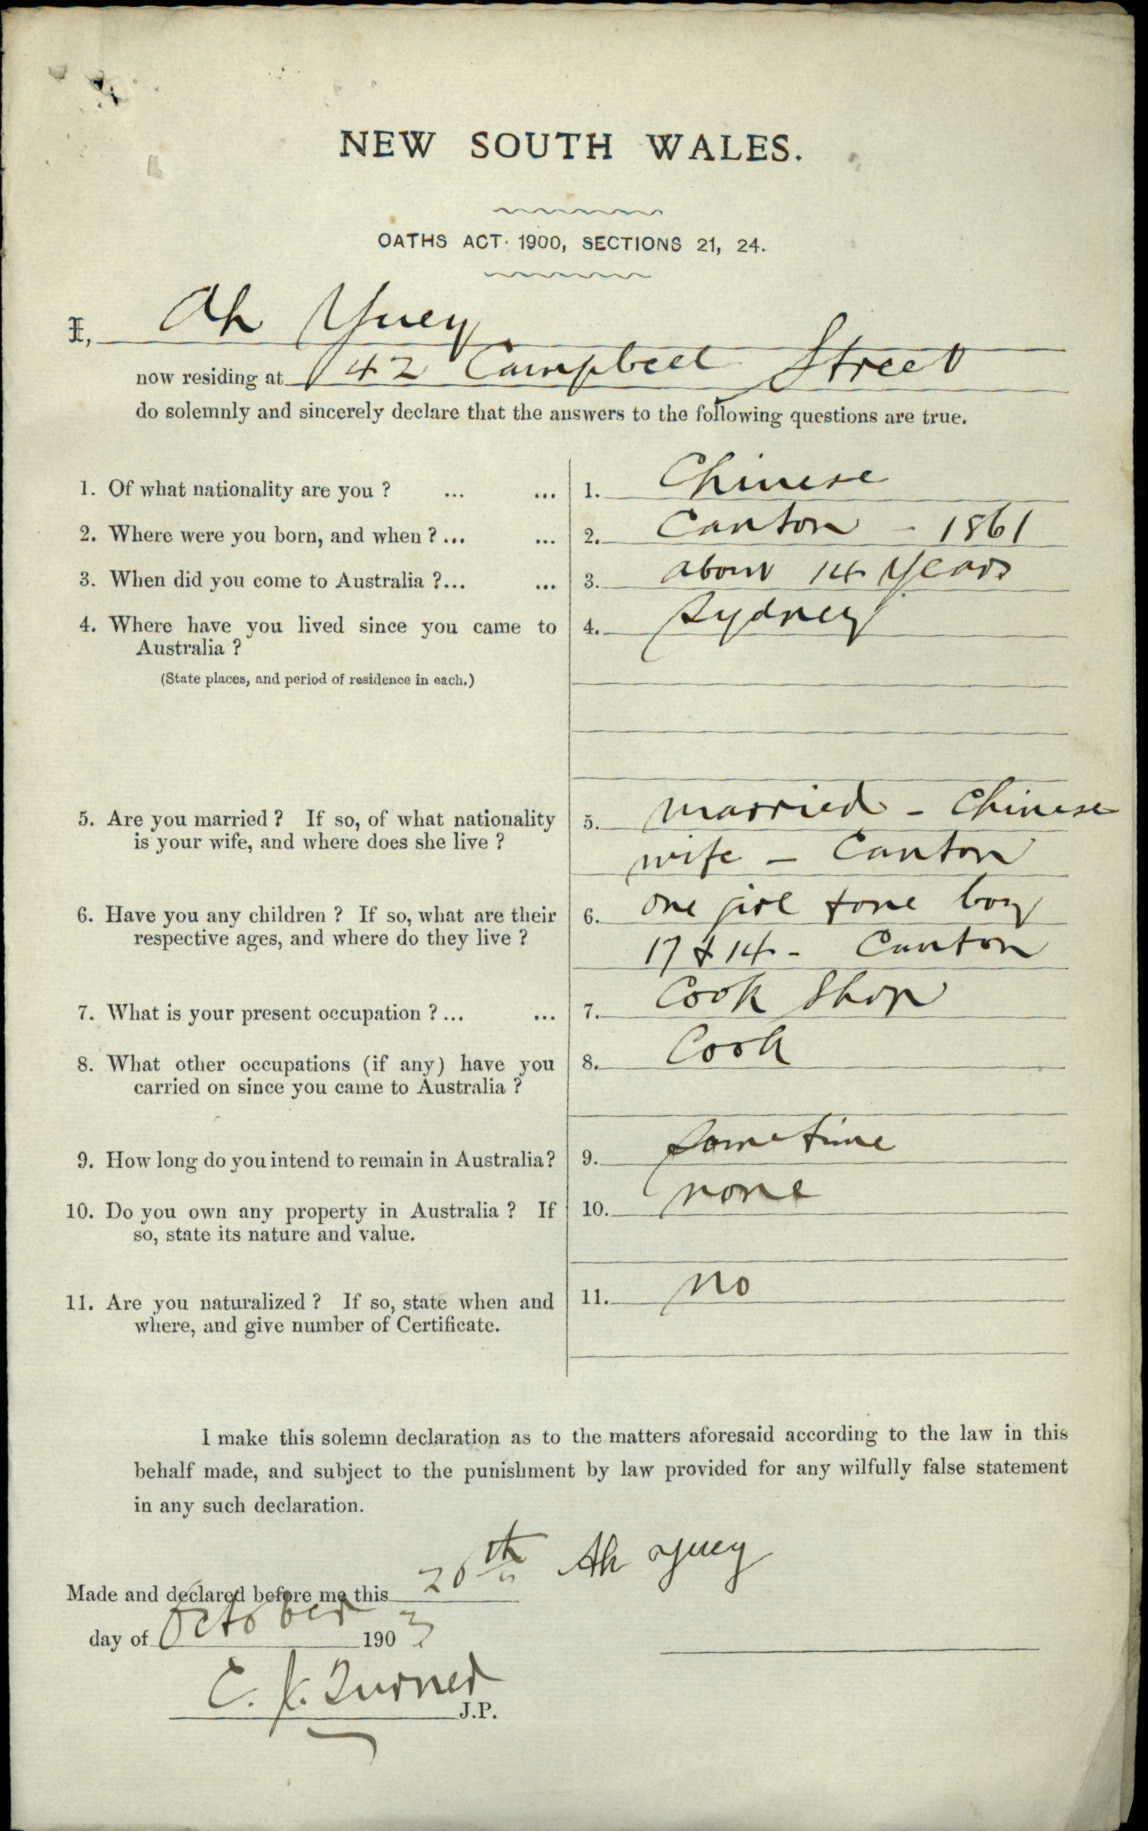 NEW SOUTH WALES.
OATHS ACT 1900, SECTIONS 21, 24.
I, Ah Yuey
now residing at 42 Campbell Street
do solemnly and sincerely declare that the answers to the following questions are true.
1. Of what nationality are you ? ... ... 1. Chinese
2. Where were you born, and when ? ... ... 2. Canton - 1861
3. When did you come to Australia ?... ... 3. about 14 years
4. Where have you lived since you came to 4. Sydney
Australia ?
(State places, and period of residence in each.)
5. Are you married ? If so, of what nationality 5. married - Chinese
is your wife, and where does she live ? wife - Canton
6. Have you any children ? If so, what are their 6. one girl & one boy
respective ages, and where do they live ? 17 & 14 - Canton
7. What is your present occupation ? ... ... 7. Cook Shop
8. What other occupations (if any) have you 8. Cook
carried on since you came to Australia ?
9. How long do you intend to remain in Australia? 9. Some time
10. Do you own any property in Australia ? If 10. none
so, state its nature and value.
11. Are you naturalized ? If so, state when and 11. no
where, and give number of Certificate.
I make this solemn declaration as to the matters aforesaid according to the law in this
behalf made, and subject to the punishment by law provided for any wilfully false statement
in any such declaration.
Made and declared before me this 20th Ah Yuey
day of October 1903
E. J. Turner
J.P.